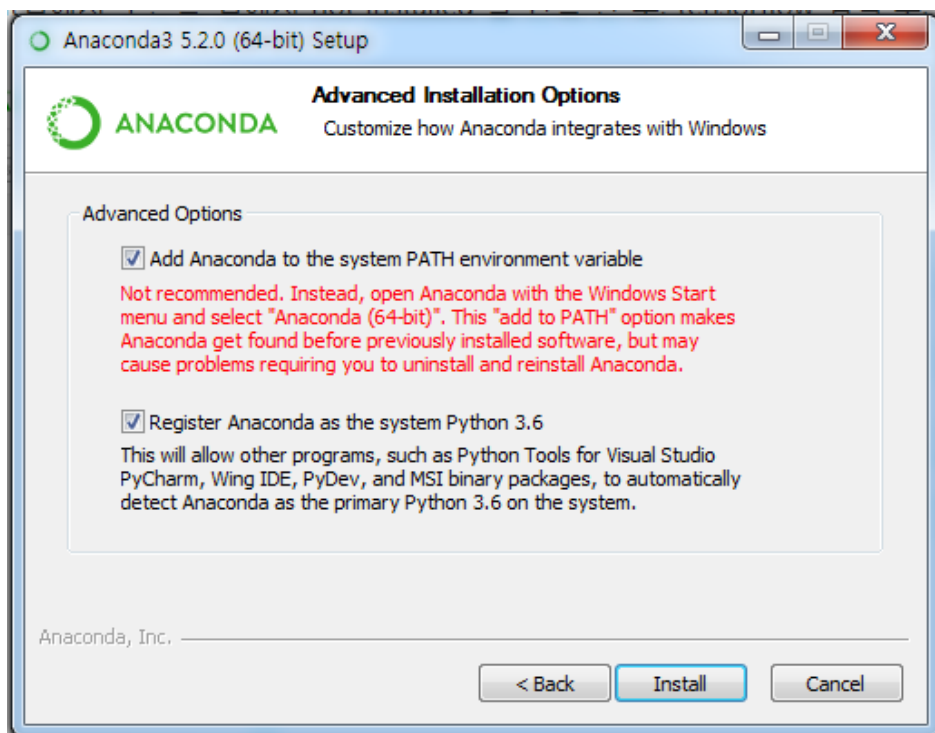 Anaconda3 5.2.0 (64-bit) Setup
ANACONDA
Advanced Installation Options
Customize how Anaconda integrates with Windows
Advanced Options
Add Anaconda to the system PATH environment variable
Not recommended. Instead, open Anaconda with the Windows Start
menu and select "Anaconda (64-bit)". This "add to PATH" option makes
Anaconda get found before previously installed software, but may
cause problems requiring you to uninstall and reinstall Anaconda.
Register Anaconda as the system Python 3.6
This will allow other programs, such as Python Tools for Visual Studio
PyCharm, Wing IDE, PyDev, and MSI binary packages, to automatically
detect Anaconda as the primary Python 3.6 on the system.
Anaconda, Inc.
< Back
Install
Cancel